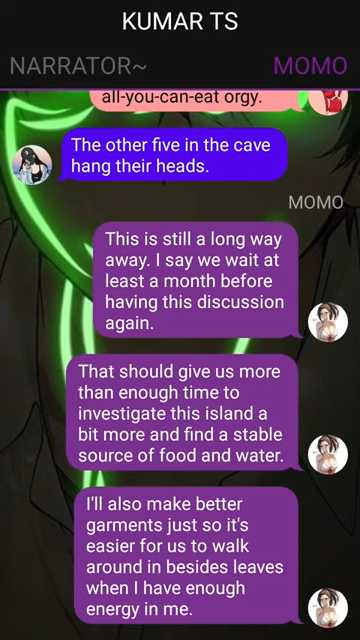 KUMAR TS
NARRATOR~ MOMO
all-you-can-eat orgy.
The other five in the cave
hang their heads.
MOMO
This is still a long way
away. I say we wait at
least a month before
having this discussion
again.
That should give us more
than enough time to
investigate this island a
bit more and find a stable
source of food and water.
I'll also make better
garments just so it's
easier for us to walk
around in besides leaves
when I have enough
energy in me.